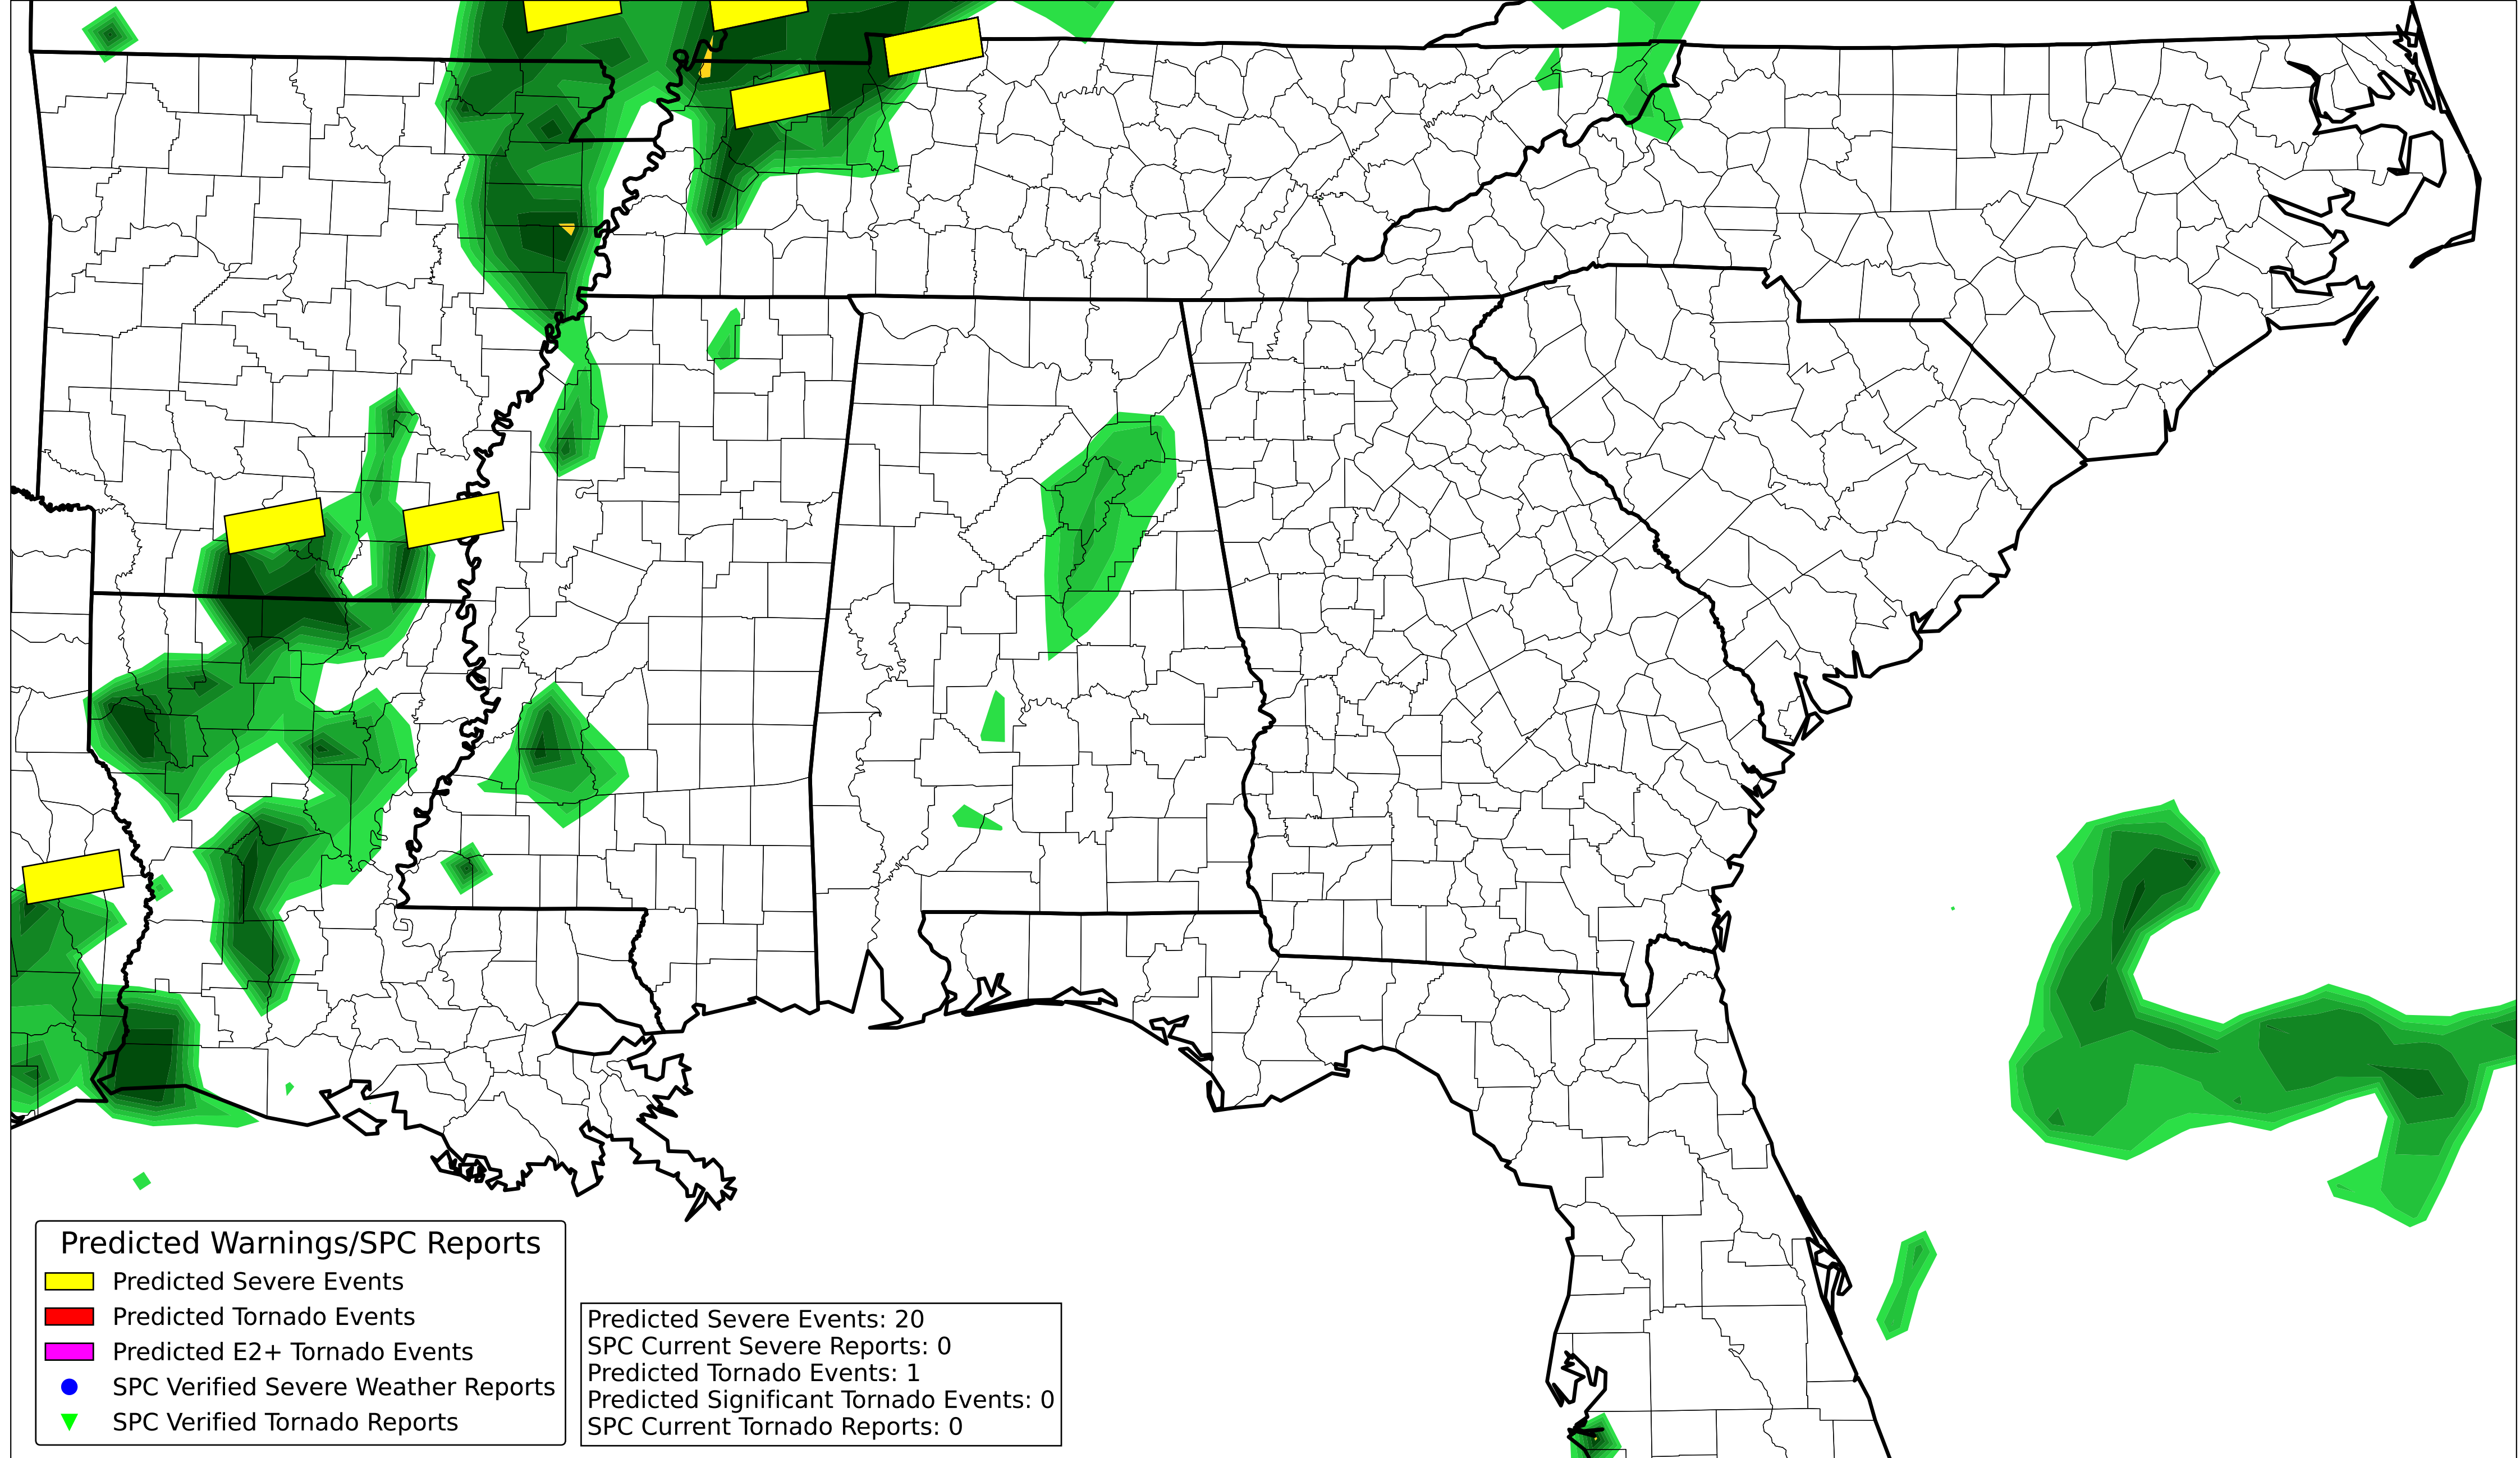 Predicted Warnings/SPC Reports
Predicted Severe Events
Predicted Tornado Events
Predicted E2+ Tornado Events
SPC Verified Severe Weather Reports
SPC Verified Tornado Reports
Predicted Severe Events: 20
SPC Current Severe Reports: 0
Predicted Tornado Events: 1
Predicted Significant Tornado Events: 0
SPC Current Tornado Reports: 0